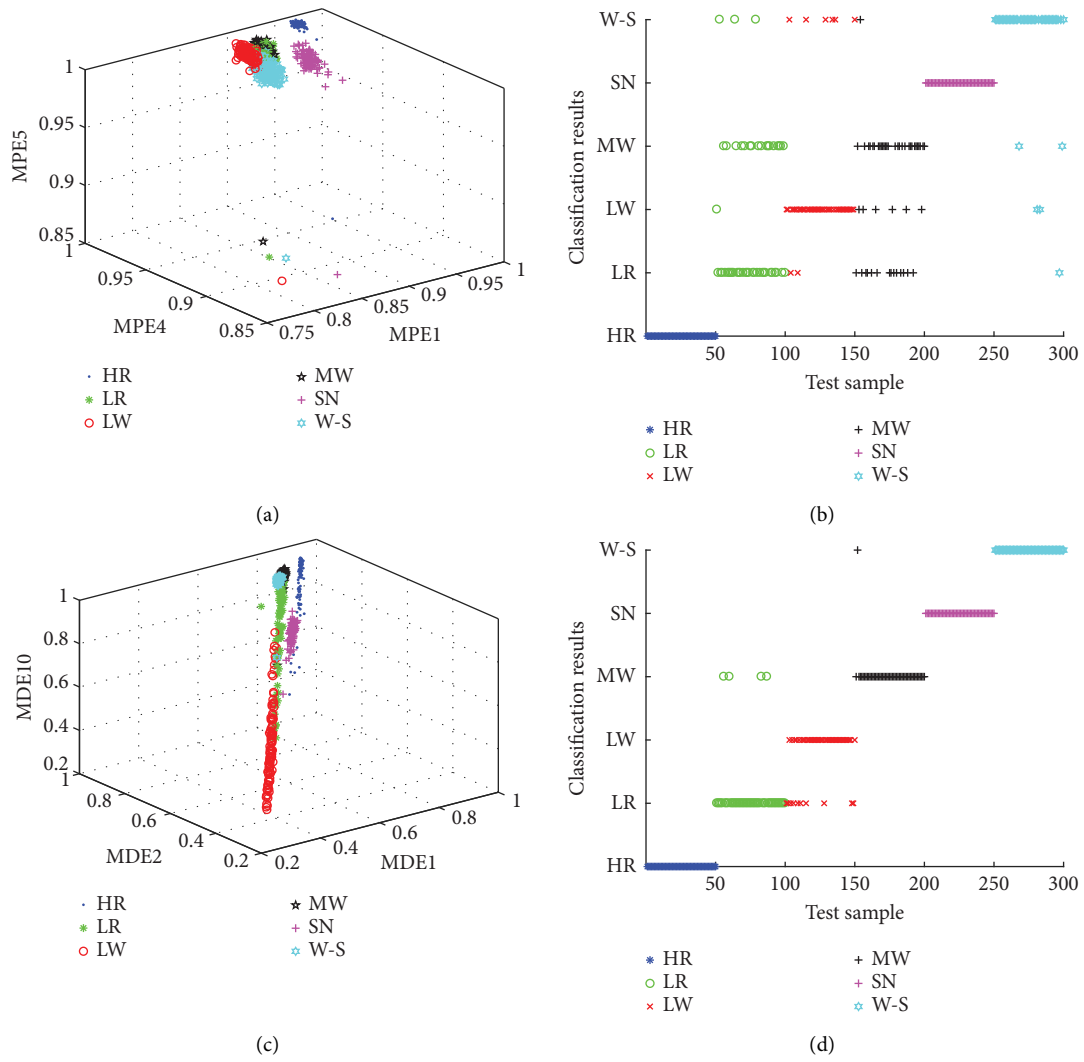 1
0.95
0.9
0.85
MPE5
1
0.95
0.9
0.85
MPE4
0.75
0.8
0.85
0.9
0.95
1
MPE1
HR
LR
LW
MW
SN
W-S
(a)
W-S
SN
MW
LW
LR
HR
Classification results
50 100 150 200 250 300
Test sample
HR
LR
LW
MW
SN
W-S
(b)
1
0.8
0.6
0.4
0.2
MDE10
1
0.8
0.6
0.4
0.2
MDE2
0.2
0.4
0.6
0.8
1
MDE1
HR
LR
LW
MW
SN
W-S
(c)
W-S
SN
MW
LW
LR
HR
Classification results
50 100 150 200 250 300
Test sample
HR
LR
LW
MW
SN
W-S
(d)